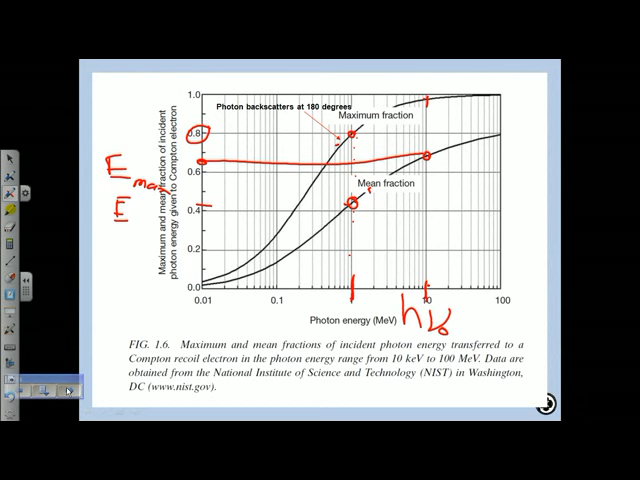 1.0
Photon backscatters at 180 degrees
Maximum fraction
0.8
0.6
Mean fraction
0.4
0.2
0.0
0.01
0.1
1
10
100
Photon energy (MeV)
Maximum and mean fraction of incident
photon energy given to Compton electron
E max
E
hν₀
FIG. 1.6. Maximum and mean fractions of incident photon energy transferred to a
Compton recoil electron in the photon energy range from 10 keV to 100 MeV. Data are
obtained from the National Institute of Science and Technology (NIST) in Washington,
DC (www.nist.gov).